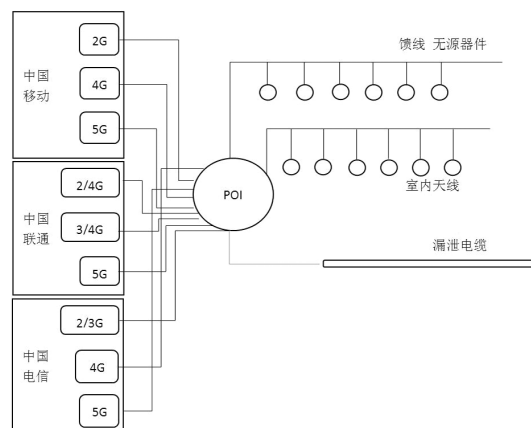 中国
移动
2G
4G
5G
中国
联通
2/4G
3/4G
5G
中国
电信
2/3G
4G
5G
POI
馈线 无源器件
室内天线
漏泄电缆